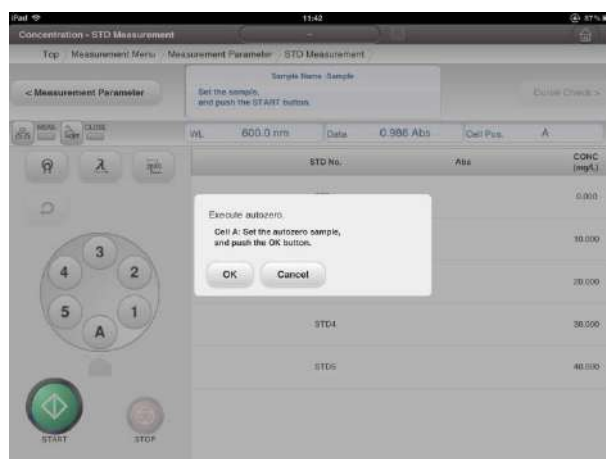 iPad 11:42 87%
Concentration - STD Measurement
Top Measurement Menu Measurement Parameter STD Measurement
< Measurement Parameter
Sample Name :Sample
Set the sample,
and push the START button.
WL 600.0 nm Data 0.986 Abs Cell Pos. A
STD No. Abs CONC
(mg/L)
0.000
Execute autozero.
Cell A: Set the autozero sample,
and push the OK button.
OK Cancel
10.000
20.000
3
4 2
5 1
A
STD4 30.000
STD5 40.000
START STOP